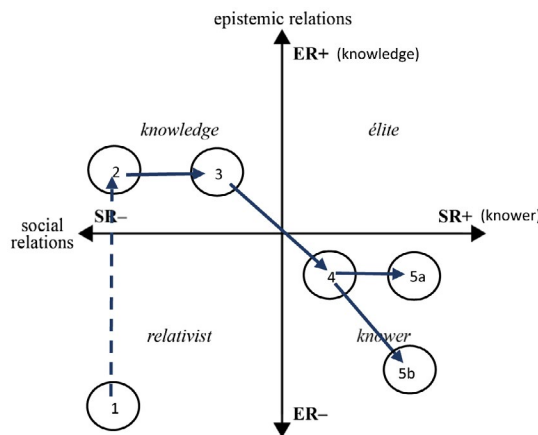 epistemic relations
ER+ (knowledge)
knowledge
élite
2
3
social
relations
SR–
SR+ (knower)
4
5a
relativist
knower
5b
1
ER–